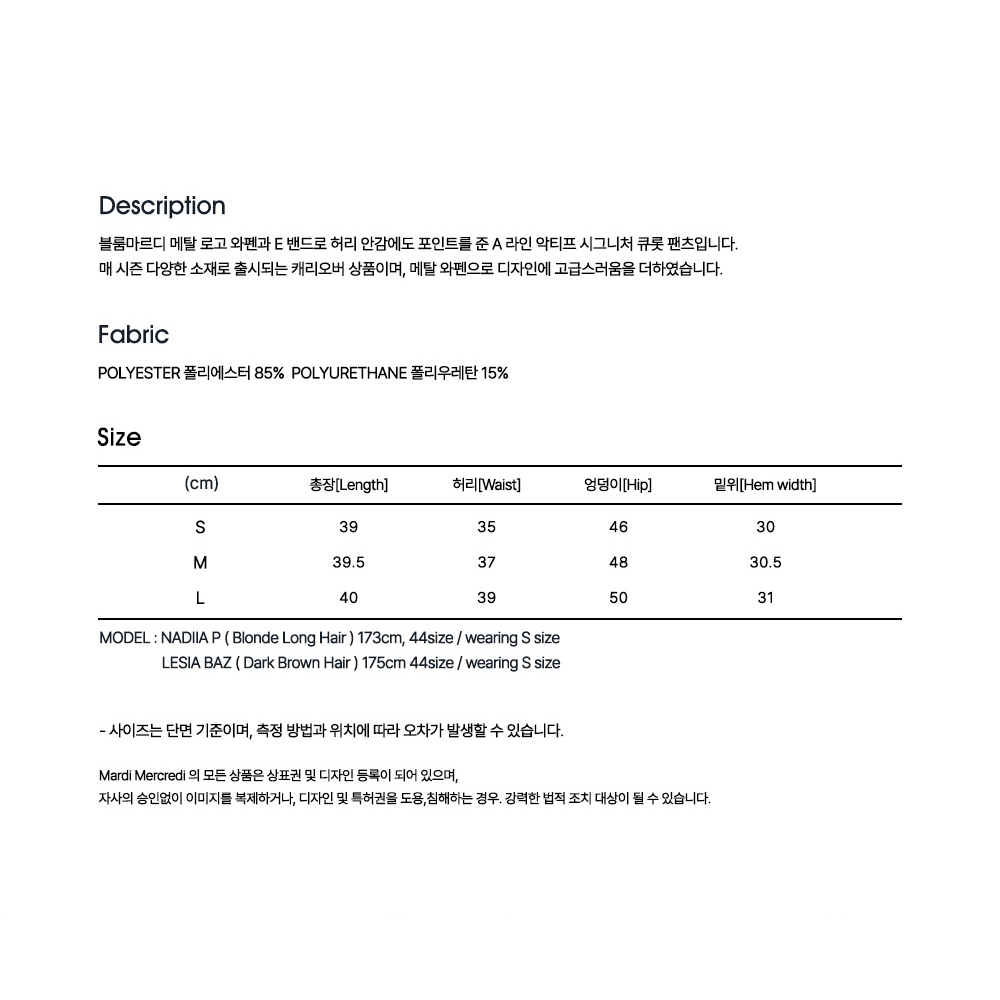 Description
블룸마르디 메탈 로고 와펜과 E 밴드로 허리 안감에도 포인트를 준 A 라인 악티프 시그니처 큐롯 팬츠입니다.
매 시즌 다양한 소재로 출시되는 캐리오버 상품이며, 메탈 와펜으로 디자인에 고급스러움을 더하였습니다.
Fabric
POLYESTER 폴리에스터 85% POLYURETHANE 폴리우레탄 15%
Size
(cm) 총장[Length] 허리[Waist] 엉덩이[Hip] 밑위[Hem width]
S 39 35 46 30
M 39.5 37 48 30.5
L 40 39 50 31
MODEL : NADIIA P ( Blonde Long Hair ) 173cm, 44size / wearing S size
LESIA BAZ ( Dark Brown Hair ) 175cm 44size / wearing S size
- 사이즈는 단면 기준이며, 측정 방법과 위치에 따라 오차가 발생할 수 있습니다.
Mardi Mercredi 의 모든 상품은 상표권 및 디자인 등록이 되어 있으며,
자사의 승인없이 이미지를 복제하거나, 디자인 및 특허권을 도용,침해하는 경우. 강력한 법적 조치 대상이 될 수 있습니다.